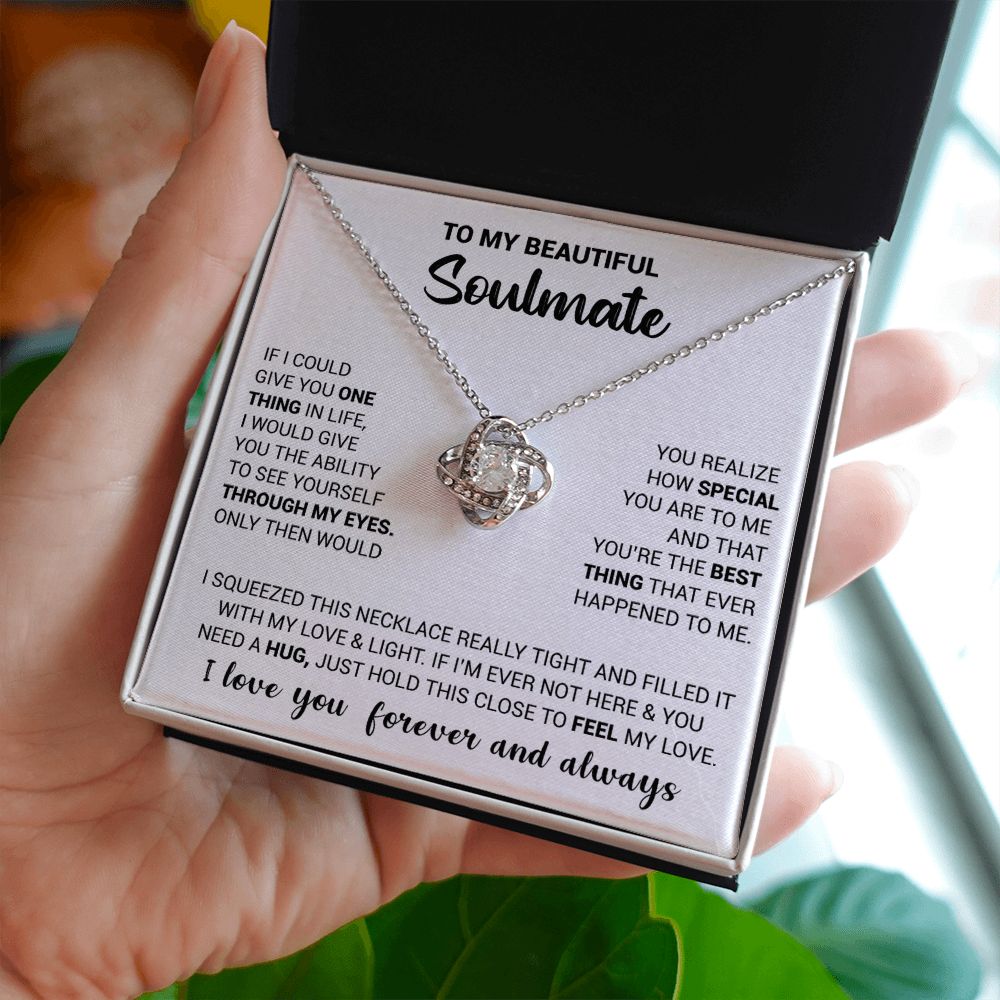 TO MY BEAUTIFUL
Soulmate
IF I COULD
GIVE YOU ONE
THING IN LIFE,
I WOULD GIVE
YOU THE ABILITY
TO SEE YOURSELF
THROUGH MY EYES.
ONLY THEN WOULD
YOU REALIZE
HOW SPECIAL
YOU ARE TO ME
AND THAT
YOU'RE THE BEST
THING THAT EVER
HAPPENED TO ME.
I SQUEEZED THIS NECKLACE REALLY TIGHT AND FILLED IT
WITH MY LOVE & LIGHT. IF I'M EVER NOT HERE & YOU
NEED A HUG, JUST HOLD THIS CLOSE TO FEEL MY LOVE.
I love you forever and always